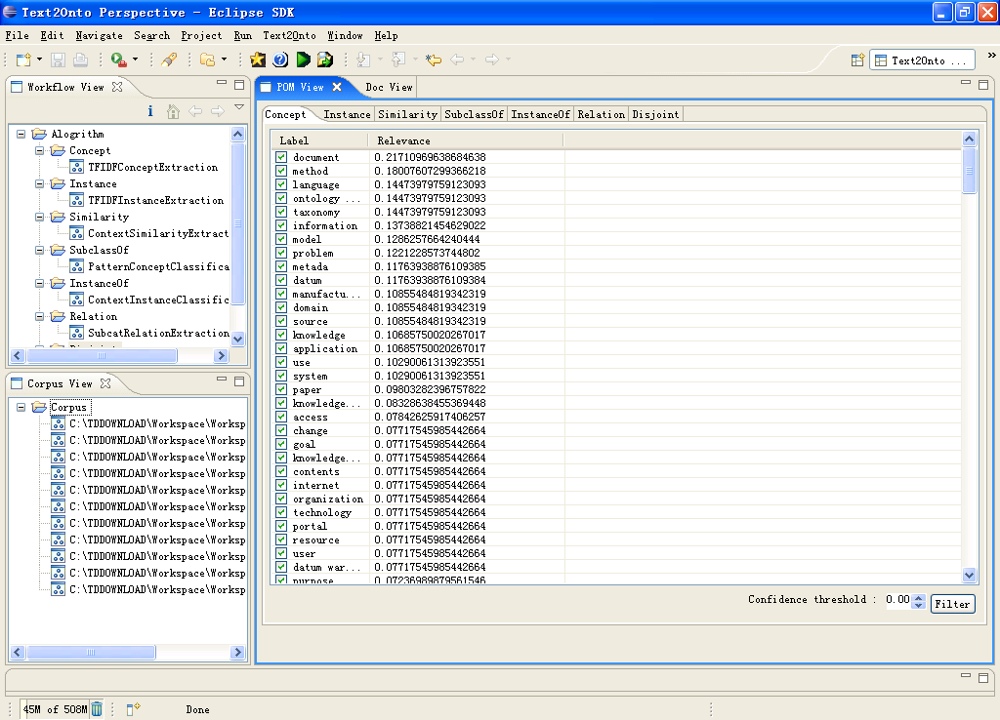 Text2Onto Perspective - Eclipse SDK
File Edit Navigate Search Project Run Text2Onto Window Help
Text2Onto ...
»
Workflow View
Alogrithm
Concept
TFIDFConceptExtraction
Instance
TFIDFInstanceExtraction
Similarity
ContextSimilarityExtract
SubclassOf
PatternConceptClassifica
InstanceOf
ContextInstanceClassific
Relation
SubcatRelationExtraction
Corpus View
Corpus
C:\TDDOWNLOAD\Workspace\Worksp
C:\TDDOWNLOAD\Workspace\Worksp
C:\TDDOWNLOAD\Workspace\Worksp
C:\TDDOWNLOAD\Workspace\Worksp
C:\TDDOWNLOAD\Workspace\Worksp
C:\TDDOWNLOAD\Workspace\Worksp
C:\TDDOWNLOAD\Workspace\Worksp
C:\TDDOWNLOAD\Workspace\Worksp
C:\TDDOWNLOAD\Workspace\Worksp
C:\TDDOWNLOAD\Workspace\Worksp
C:\TDDOWNLOAD\Workspace\Worksp
POM View Doc View
Concept Instance Similarity SubclassOf InstanceOf Relation Disjoint
Label Relevance
document 0.21710969638684638
method 0.18007607299366218
language 0.14473979759123093
ontology ... 0.14473979759123093
taxonomy 0.14473979759123093
information 0.13738821454629022
model 0.1286257664240444
problem 0.1221228573744802
metada 0.11763938876109385
datum 0.11763938876109384
manufactu... 0.10855484819342319
domain 0.10855484819342319
source 0.10855484819342319
knowledge 0.10685750020267017
application 0.10685750020267017
use 0.10290061313923551
system 0.10290061313923551
paper 0.09803282396757822
knowledge... 0.08328638455369448
access 0.07842625917406257
change 0.07717545985442664
goal 0.07717545985442664
knowledge... 0.07717545985442664
contents 0.07717545985442664
internet 0.07717545985442664
organization 0.07717545985442664
technology 0.07717545985442664
portal 0.07717545985442664
resource 0.07717545985442664
user 0.07717545985442664
datum war... 0.07717545985442664
purpose 0.07236989879561546
Confidence threshold : 0.00 Filter
45M of 508M Done